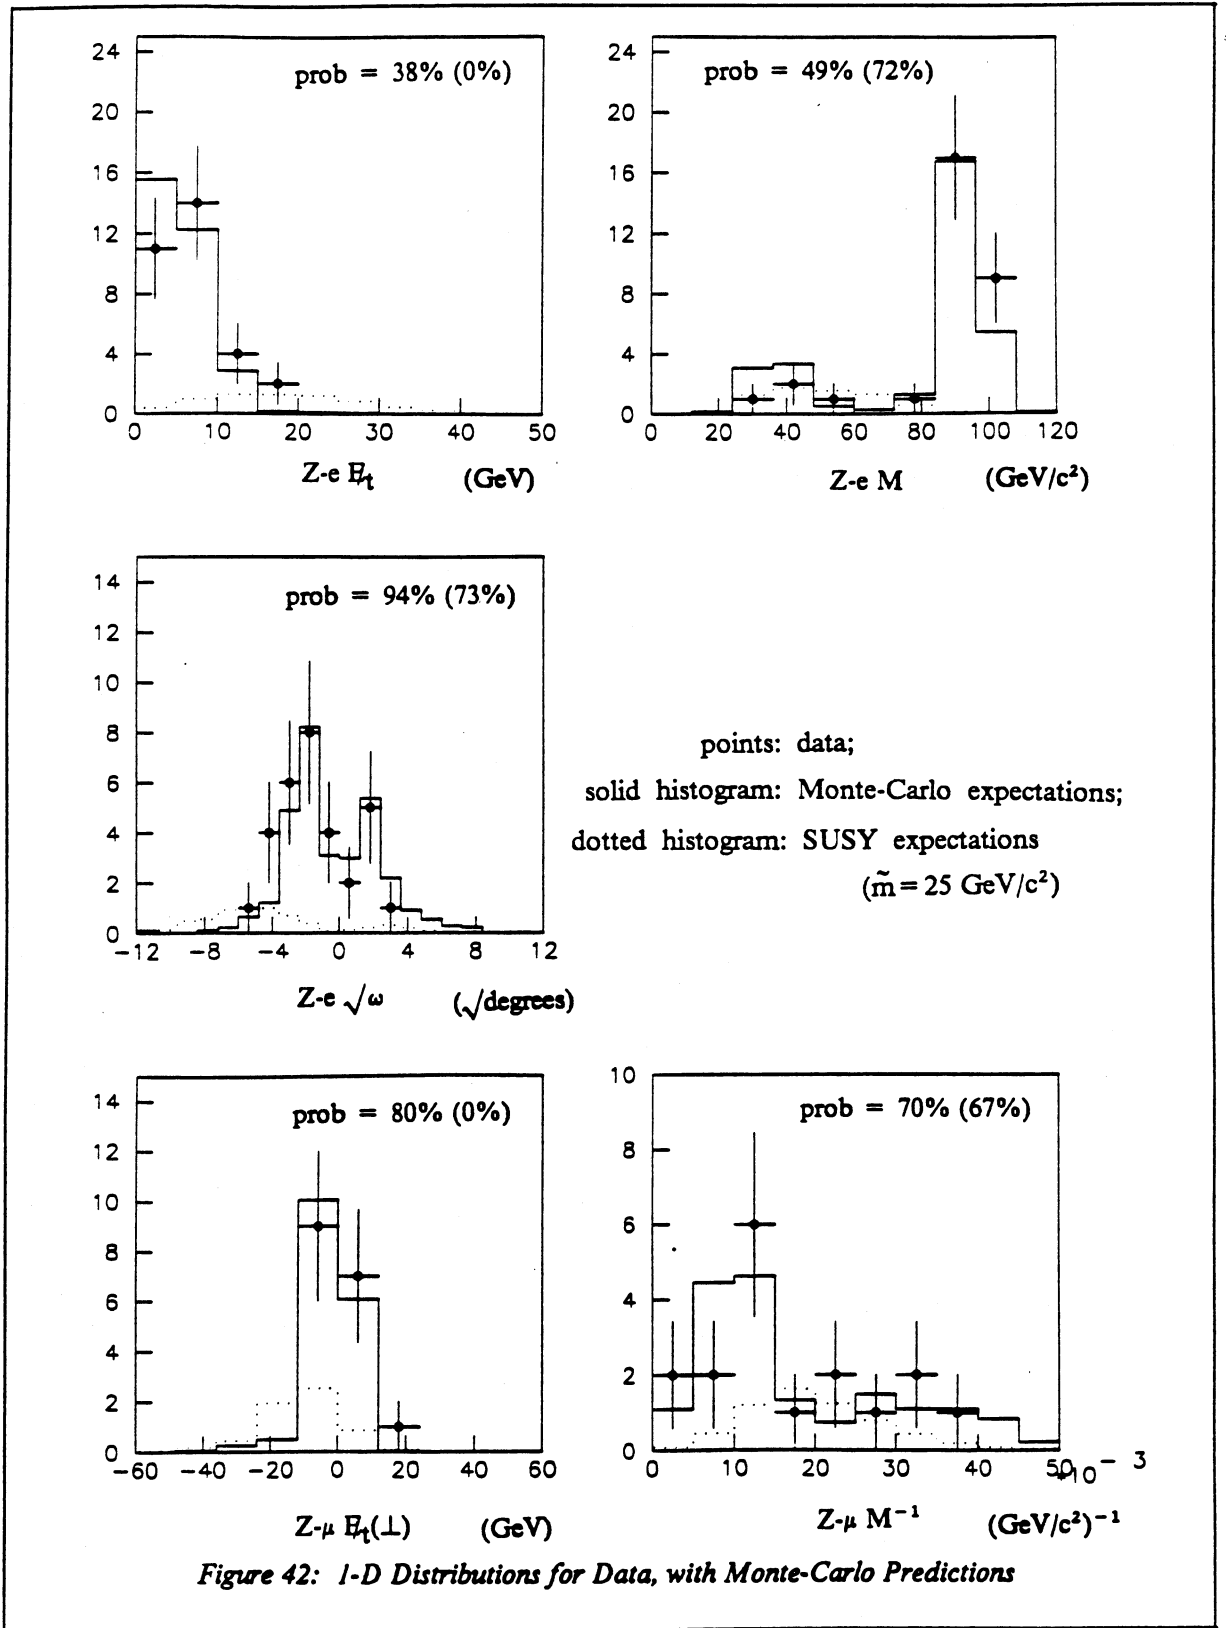 24
20
16
12
8
4
0
prob = 38% (0%)
0 10 20 30 40 50
Z-e E̸t (GeV)
24
20
16
12
8
4
0
prob = 49% (72%)
0 20 40 60 80 100 120
Z-e M (GeV/c²)
14
12
10
8
6
4
2
0
prob = 94% (73%)
−12 −8 −4 0 4 8 12
Z-e √ω (√degrees)
points: data;
solid histogram: Monte-Carlo expectations;
dotted histogram: SUSY expectations
(m̃ = 25 GeV/c²)
14
12
10
8
6
4
2
0
prob = 80% (0%)
−60 −40 −20 0 20 40 60
Z-μ E̸t(⊥) (GeV)
10
8
6
4
2
0
prob = 70% (67%)
0 10 20 30 40 50 *10⁻³
Z-μ M⁻¹ (GeV/c²)⁻¹
Figure 42: 1-D Distributions for Data, with Monte-Carlo Predictions